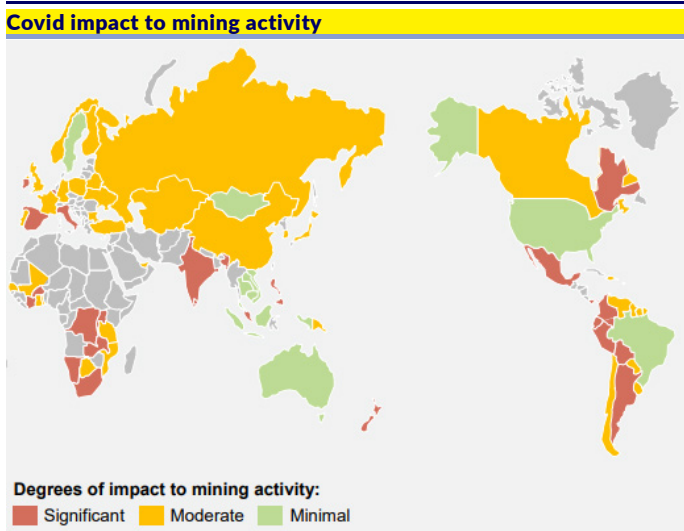 Covid impact to mining activity
Degrees of impact to mining activity:
Significant Moderate Minimal